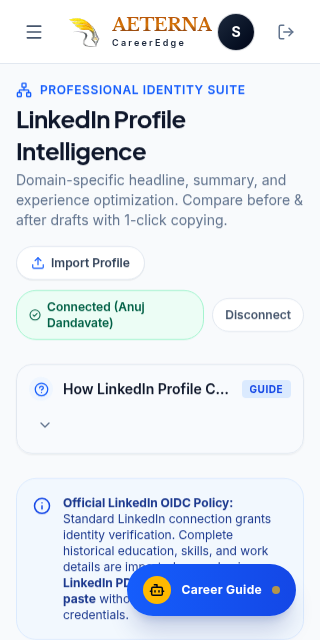 AETERNA
CareerEdge
S
PROFESSIONAL IDENTITY SUITE
LinkedIn Profile
Intelligence
Domain-specific headline, summary, and
experience optimization. Compare before &
after drafts with 1-click copying.
Import Profile
Connected (Anuj
Dandavate)
Disconnect
How LinkedIn Profile C...
GUIDE
Official LinkedIn OIDC Policy:
Standard LinkedIn connection grants
identity verification. Complete
historical education, skills, and work
details are
LinkedIn PD
paste
credentials.
Career Guide